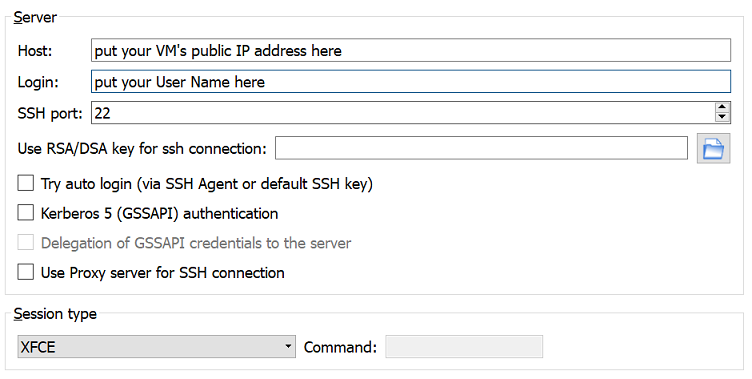 Server
Host: put your VM's public IP address here
Login: put your User Name here
SSH port: 22
Use RSA/DSA key for ssh connection:
Try auto login (via SSH Agent or default SSH key)
Kerberos 5 (GSSAPI) authentication
Delegation of GSSAPI credentials to the server
Use Proxy server for SSH connection
Session type
XFCE Command: